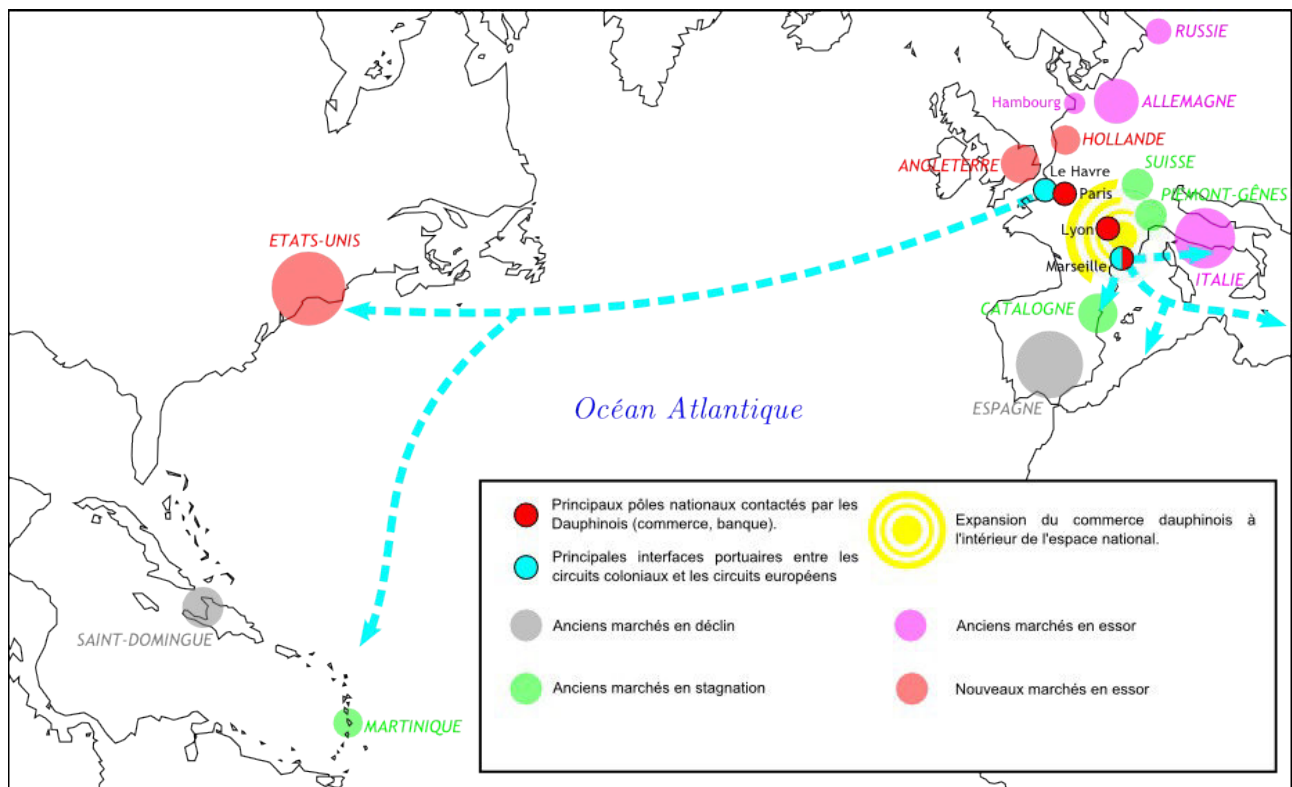 RUSSIE
Hambourg
ALLEMAGNE
HOLLANDE
ANGLETERRE
SUISSE
Le Havre
Paris
PIEMONT-GÊNES
Lyon
ETATS-UNIS
Marseille
ITALIE
CATALOGNE
Océan Atlantique
ESPAGNE
Principaux pôles nationaux contactés par les
Dauphinois (commerce, banque).
Expansion du commerce dauphinois à
l'intérieur de l'espace national.
Principales interfaces portuaires entre les
circuits coloniaux et les circuits européens
Anciens marchés en déclin
Anciens marchés en essor
Anciens marchés en stagnation
Nouveaux marchés en essor
SAINT-DOMINGUE
MARTINIQUE